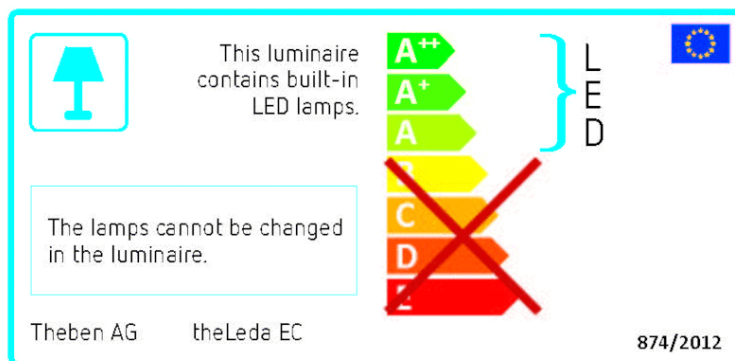 This luminaire
contains built-in
LED lamps.
A++
A+
A
B
C
D
E
L
E
D
The lamps cannot be changed
in the luminaire.
Theben AG theLeda EC
874/2012